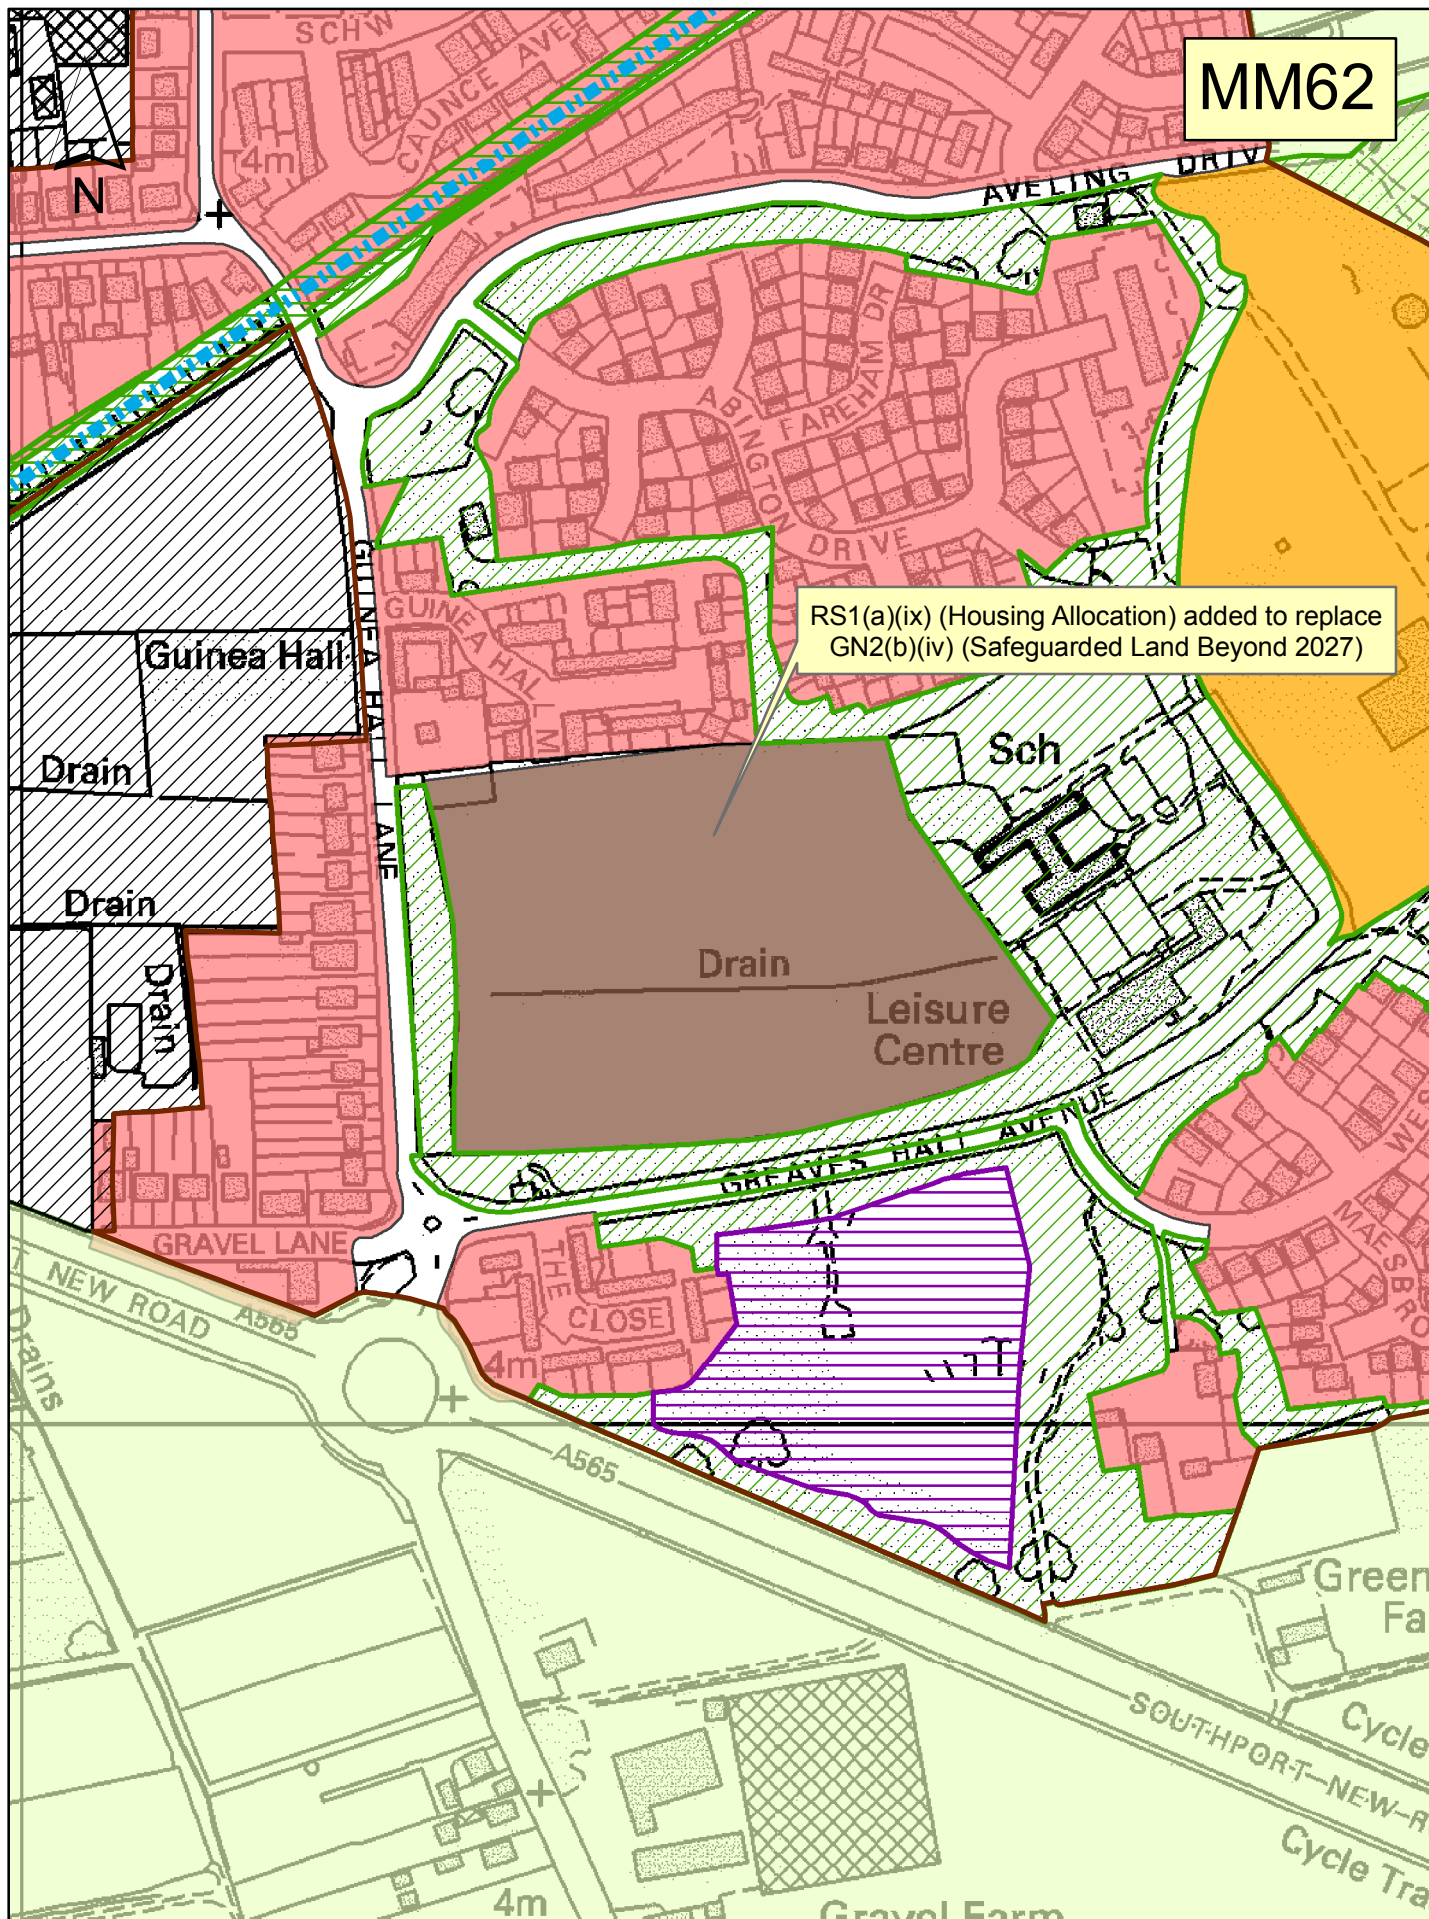 SCHW
CAUNCE AVE
MM62
4m
N
AVELING DRIVE
FARNHAM DR
ABINGTON DRIVE
GUINEA HALL LANE
RS1(a)(ix) (Housing Allocation) added to replace
GN2(b)(iv) (Safeguarded Land Beyond 2027)
GUINEA HALL M
Guinea Hall
Sch
Drain
Drain
Drain
Drain
Leisure
Centre
GREAVES HALL AVENUE
GRAVEL LANE
THE
CLOSE
NEW ROAD
A565
4m
Drains
A565
T
Green
Fa
Cycle
SOUTHPORT-NEW-R
Cycle Tra
4m
Gravel Farm